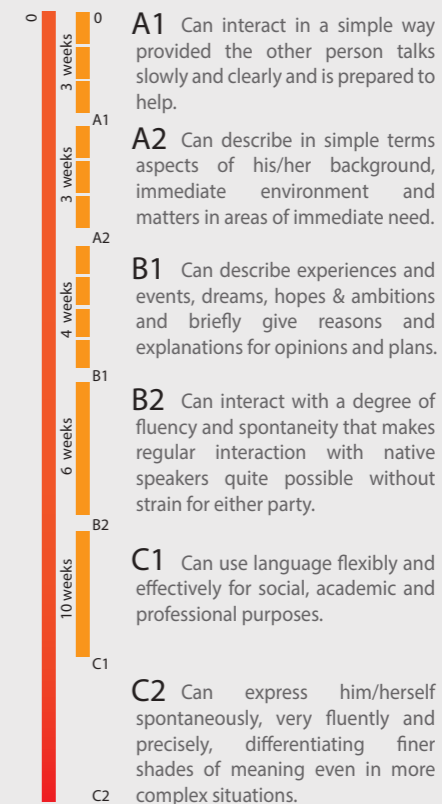 0
0
3 weeks
A1
3 weeks
A2
4 weeks
B1
6 weeks
B2
10 weeks
C1
C2
A1 Can interact in a simple way
provided the other person talks
slowly and clearly and is prepared to
help.
A2 Can describe in simple terms
aspects of his/her background,
immediate environment and
matters in areas of immediate need.
B1 Can describe experiences and
events, dreams, hopes & ambitions
and briefly give reasons and
explanations for opinions and plans.
B2 Can interact with a degree of
fluency and spontaneity that makes
regular interaction with native
speakers quite possible without
strain for either party.
C1 Can use language flexibly and
effectively for social, academic and
professional purposes.
C2 Can express him/herself
spontaneously, very fluently and
precisely, differentiating finer
shades of meaning even in more
complex situations.